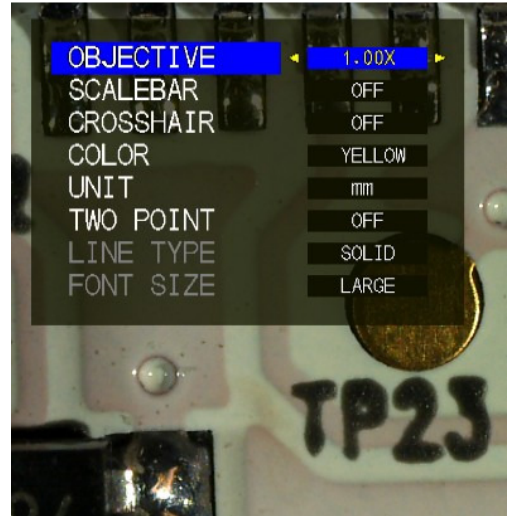 OBJECTIVE 1.00X
SCALEBAR OFF
CROSSHAIR OFF
COLOR YELLOW
UNIT mm
TWO POINT OFF
LINE TYPE SOLID
FONT SIZE LARGE
TP23